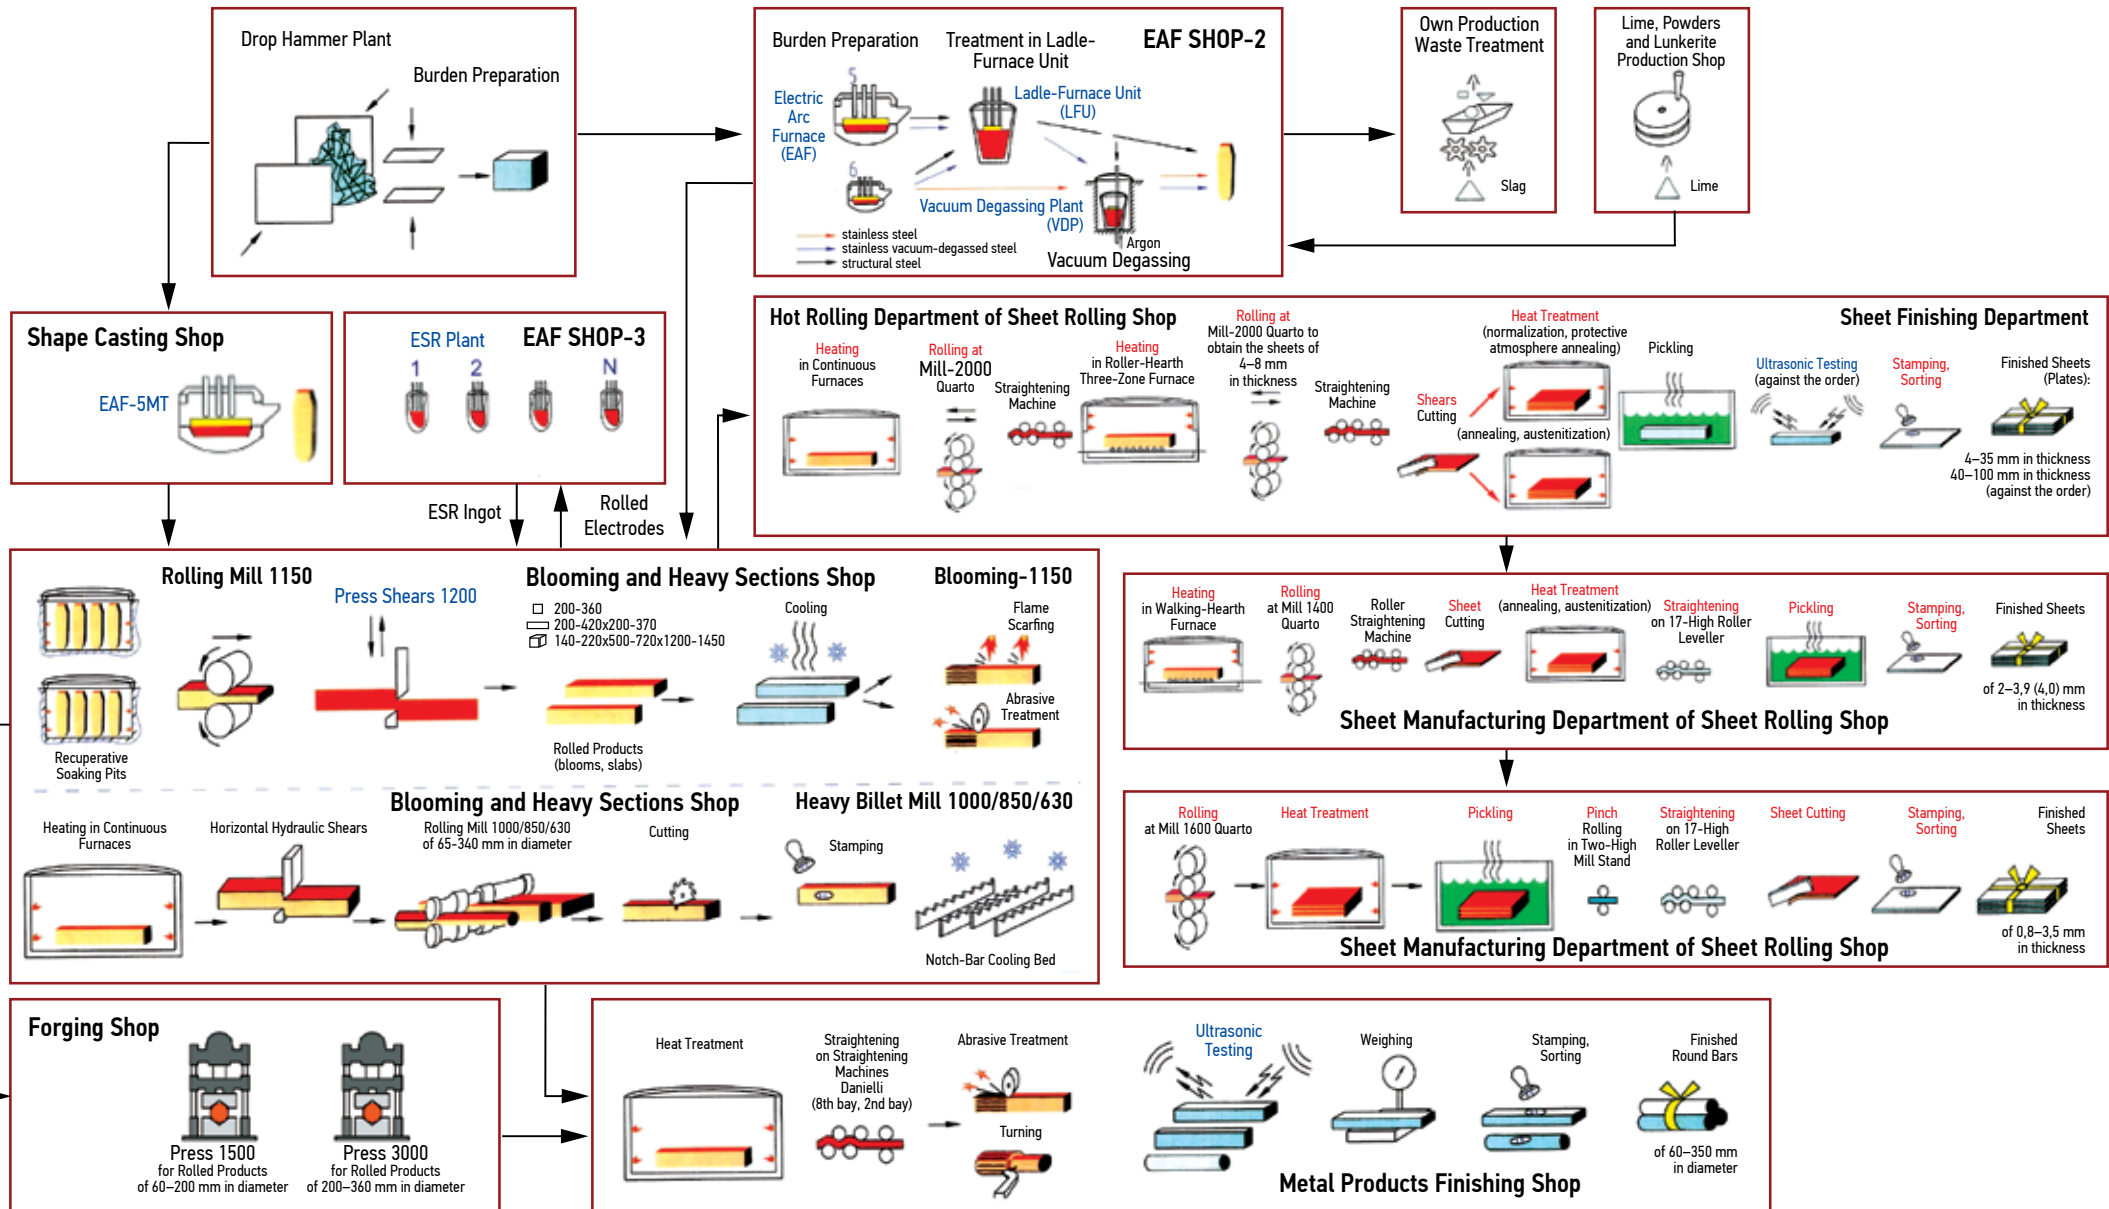 Drop Hammer Plant
Burden Preparation
Burden Preparation
Treatment in Ladle-
Furnace Unit
EAF SHOP-2
Electric
Arc
Furnace
(EAF)
5
6
Ladle-Furnace Unit
(LFU)
Vacuum Degassing Plant
(VDP)
stainless steel
stainless vacuum-degassed steel
structural steel
Argon
Vacuum Degassing
Own Production
Waste Treatment
Slag
Lime, Powders
and Lunkerite
Production Shop
Lime
Shape Casting Shop
EAF-5MT
ESR Plant
EAF SHOP-3
1
2
N
ESR Ingot
Rolled
Electrodes
Hot Rolling Department of Sheet Rolling Shop
Sheet Finishing Department
Heating
in Continuous
Furnaces
Rolling at
Mill-2000
Quarto
Straightening
Machine
Heating
in Roller-Hearth
Three-Zone Furnace
Rolling at
Mill-2000 Quarto to
obtain the sheets of
4–8 mm
in thickness
Straightening
Machine
Shears
Cutting
Heat Treatment
(normalization, protective
atmosphere annealing)
(annealing, austenitization)
Pickling
Ultrasonic Testing
(against the order)
Stamping,
Sorting
Finished Sheets
(Plates):
4–35 mm in thickness
40–100 mm in thickness
(against the order)
Rolling Mill 1150
Press Shears 1200
Blooming and Heavy Sections Shop
200-360
200-420x200-370
140-220x500-720x1200-1450
Blooming-1150
Cooling
Flame
Scarfing
Abrasive
Treatment
Recuperative
Soaking Pits
Rolled Products
(blooms, slabs)
Blooming and Heavy Sections Shop
Heavy Billet Mill 1000/850/630
Heating in Continuous
Furnaces
Horizontal Hydraulic Shears
Rolling Mill 1000/850/630
of 65-340 mm in diameter
Cutting
Stamping
Notch-Bar Cooling Bed
Heating
in Walking-Hearth
Furnace
Rolling
at Mill 1400
Quarto
Roller
Straightening
Machine
Sheet
Cutting
Heat Treatment
(annealing, austenitization)
Straightening
on 17-High Roller
Leveller
Pickling
Stamping,
Sorting
Finished Sheets
of 2–3,9 (4,0) mm
in thickness
Sheet Manufacturing Department of Sheet Rolling Shop
Rolling
at Mill 1600 Quarto
Heat Treatment
Pickling
Pinch
Rolling
in Two-High
Mill Stand
Straightening
on 17-High
Roller Leveller
Sheet Cutting
Stamping,
Sorting
Finished
Sheets
of 0,8–3,5 mm
in thickness
Sheet Manufacturing Department of Sheet Rolling Shop
Forging Shop
Press 1500
for Rolled Products
of 60–200 mm in diameter
Press 3000
for Rolled Products
of 200–360 mm in diameter
Heat Treatment
Straightening
on Straightening
Machines
Danielli
(8th bay, 2nd bay)
Abrasive Treatment
Turning
Ultrasonic
Testing
Weighing
Stamping,
Sorting
Finished
Round Bars
of 60–350 mm
in diameter
Metal Products Finishing Shop